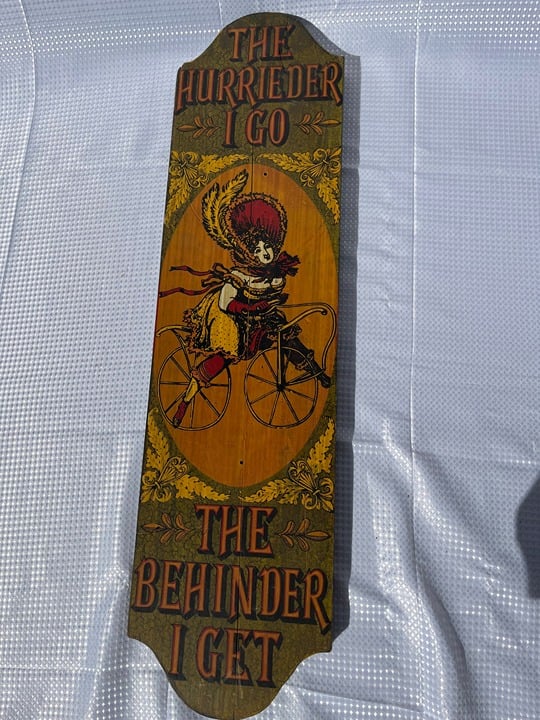 THE
HURRIEDER
I GO
THE
BEHINDER
I GET